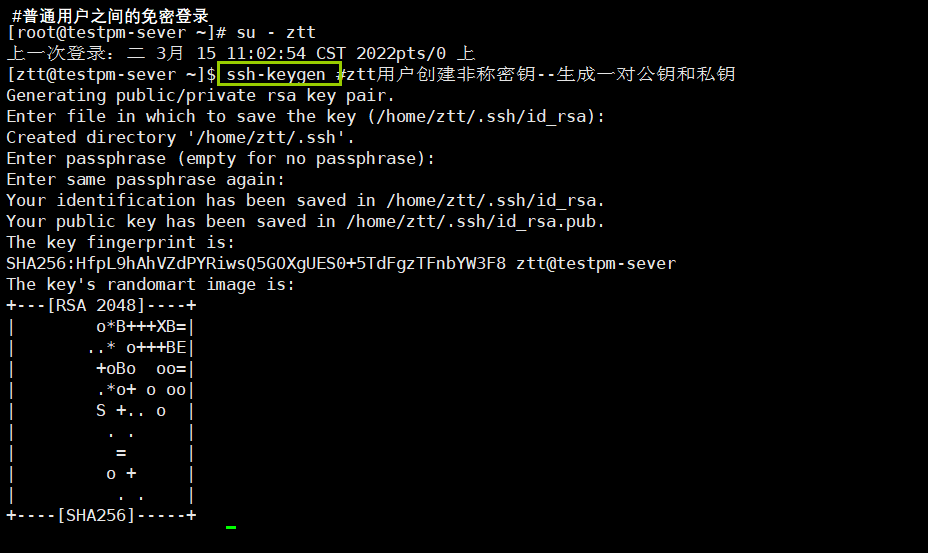 #普通用户之间的免密登录
[root@testpm-sever ~]# su - ztt
上一次登录：二 3月 15 11:02:54 CST 2022pts/0 上
[ztt@testpm-sever ~]$ ssh-keygen #ztt用户创建非称密钥--生成一对公钥和私钥
Generating public/private rsa key pair.
Enter file in which to save the key (/home/ztt/.ssh/id_rsa):
Created directory '/home/ztt/.ssh'.
Enter passphrase (empty for no passphrase):
Enter same passphrase again:
Your identification has been saved in /home/ztt/.ssh/id_rsa.
Your public key has been saved in /home/ztt/.ssh/id_rsa.pub.
The key fingerprint is:
SHA256:HfpL9hAhVZdPYRiwsQ5GOXgUES0+5TdFgzTFnbYW3F8 ztt@testpm-sever
The key's randomart image is:
+---[RSA 2048]----+
|        o*B+++XB=|
|       ..* o+++BE|
|        +oBo  oo=|
|        .*o+ o oo|
|        S +.. o  |
|         . .     |
|          =      |
|         o +     |
|          . .    |
+----[SHA256]-----+